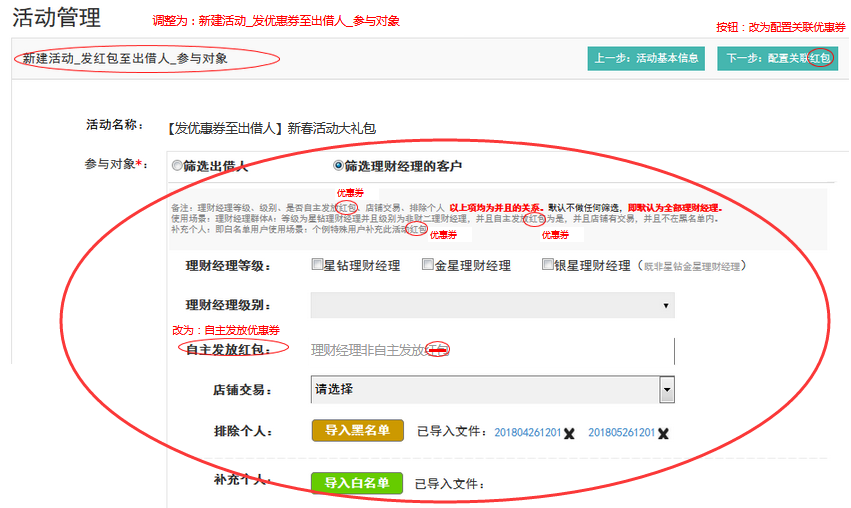 活动管理
调整为：新建活动_发优惠券至出借人_参与对象
按钮：改为配置关联优惠券
新建活动_发红包至出借人_参与对象
上一步：活动基本信息
下一步：配置关联红包
活动名称：
【发优惠券至出借人】新春活动大礼包
参与对象*：
筛选出借人
筛选理财经理的客户
优惠券
备注：理财经理等级、级别、是否自主发放红包、店铺交易、排除个人 以上项均为并且的关系。默认不做任何筛选，即默认为全部理财经理。
使用场景：理财经理群体A：等级为星钻理财经理并且级别为非财二理财经理，并且自主发放红包为是，并且店铺有交易，并且不在黑名单内。
补充个人：即白名单用户使用场景：个例特殊用户补充此活动红包
优惠券
优惠券
理财经理等级：
星钻理财经理
金星理财经理
银星理财经理（既非星钻金星理财经理）
理财经理级别：
改为：自主发放优惠券
自主发放红包：
理财经理非自主发放红包
店铺交易：
请选择
排除个人：
导入黑名单
已导入文件：
201804261201
201805261201
补充个人：
导入白名单
已导入文件：